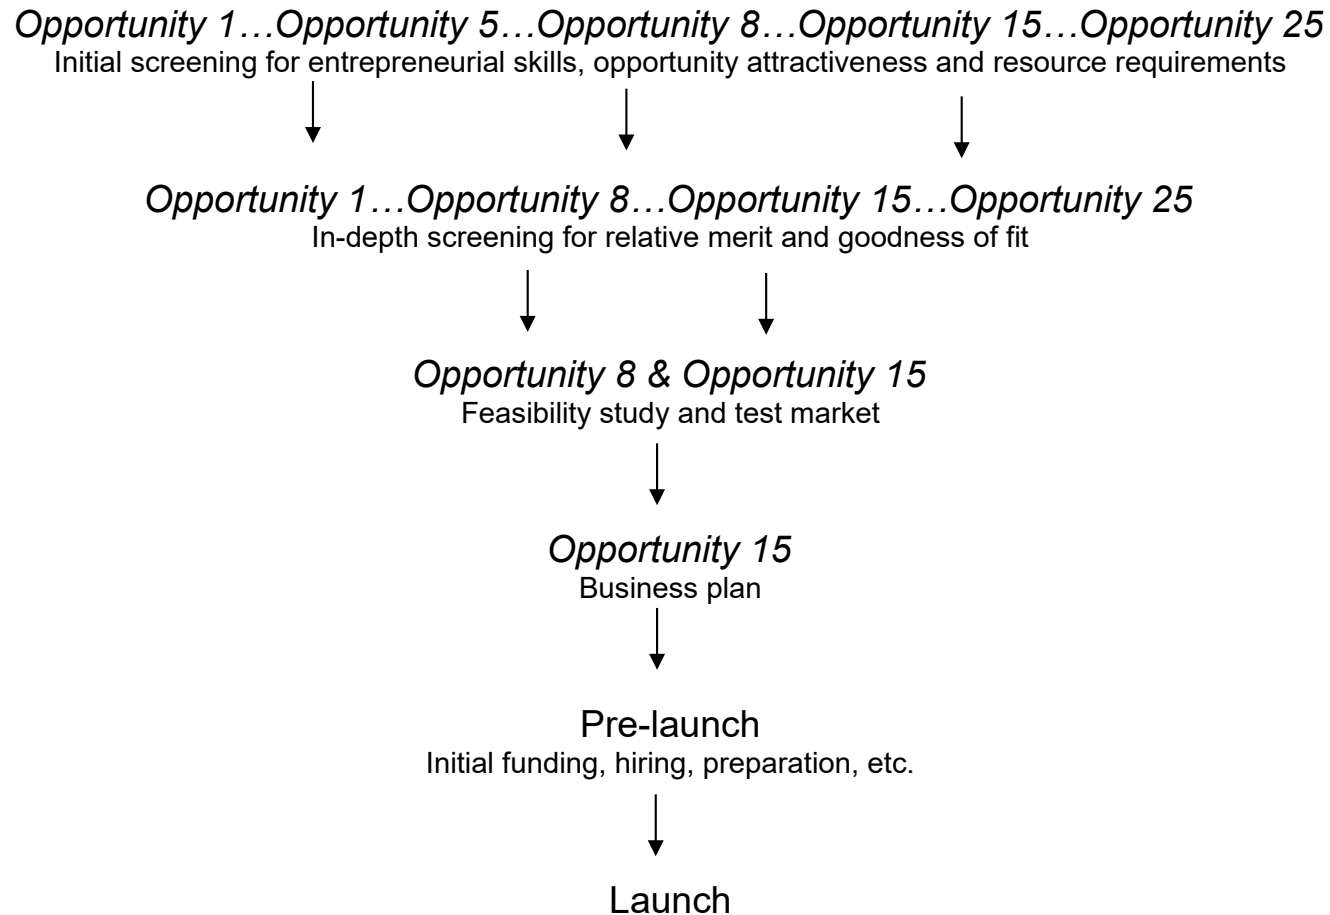 Opportunity 1…Opportunity 5…Opportunity 8…Opportunity 15…Opportunity 25
Initial screening for entrepreneurial skills, opportunity attractiveness and resource requirements
Opportunity 1…Opportunity 8…Opportunity 15…Opportunity 25
In-depth screening for relative merit and goodness of fit
Opportunity 8 & Opportunity 15
Feasibility study and test market
Opportunity 15
Business plan
Pre-launch
Initial funding, hiring, preparation, etc.
Launch